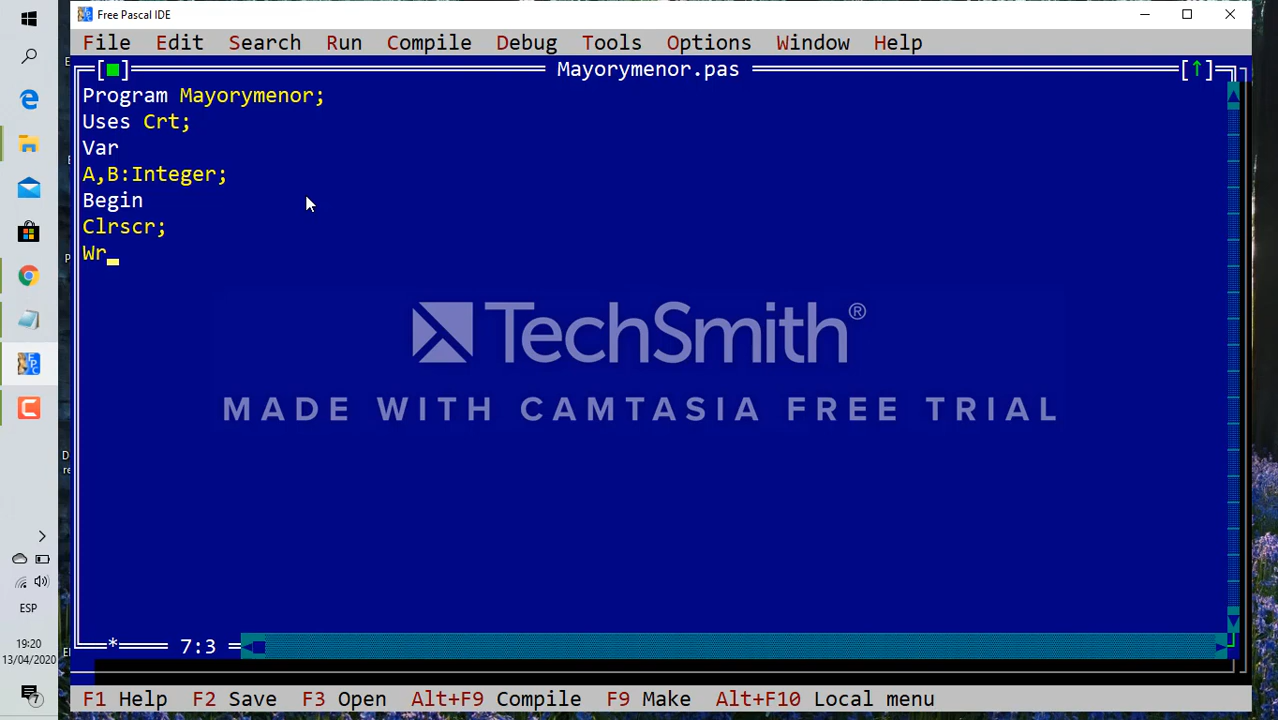 Free Pascal IDE
File Edit Search Run Compile Debug Tools Options Window Help
[■] Mayorymenor.pas [↑]
Program Mayorymenor;
Uses Crt;
Var
A,B:Integer;
Begin
Clrscr;
Wr_
TechSmith®
MADE WITH CAMTASIA FREE TRIAL
* 7:3
F1 Help F2 Save F3 Open Alt+F9 Compile F9 Make Alt+F10 Local menu
ESP
19:20
13/04/2020
7